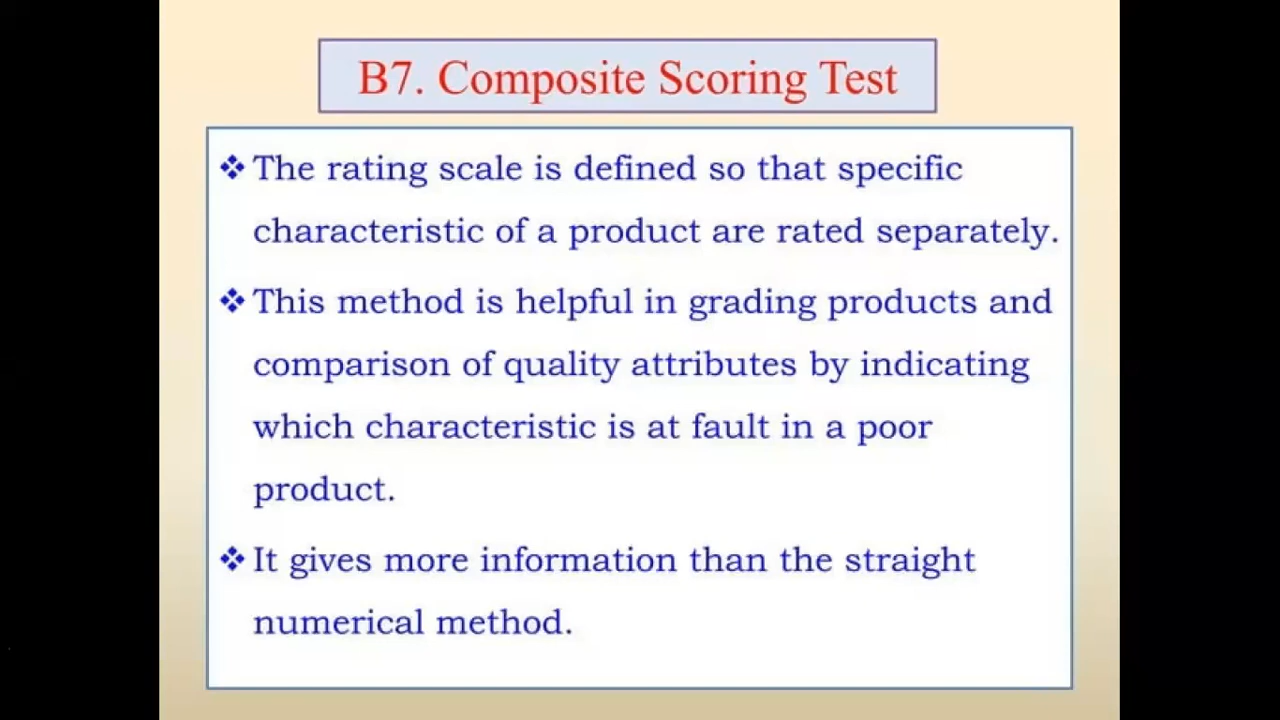 B7. Composite Scoring Test
❖ The rating scale is defined so that specific
characteristic of a product are rated separately.
❖ This method is helpful in grading products and
comparison of quality attributes by indicating
which characteristic is at fault in a poor
product.
❖ It gives more information than the straight
numerical method.